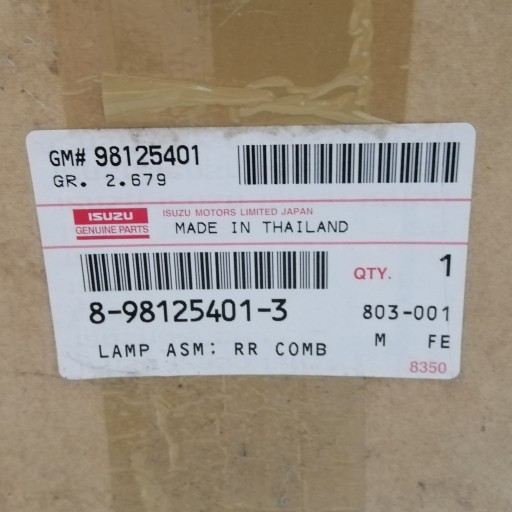 GM# 98125401
GR. 2.679
ISUZU
GENUINE PARTS
ISUZU MOTORS LIMITED JAPAN
MADE IN THAILAND
QTY. 1
8-98125401-3 803-001
LAMP ASM: RR COMB M FE
8350